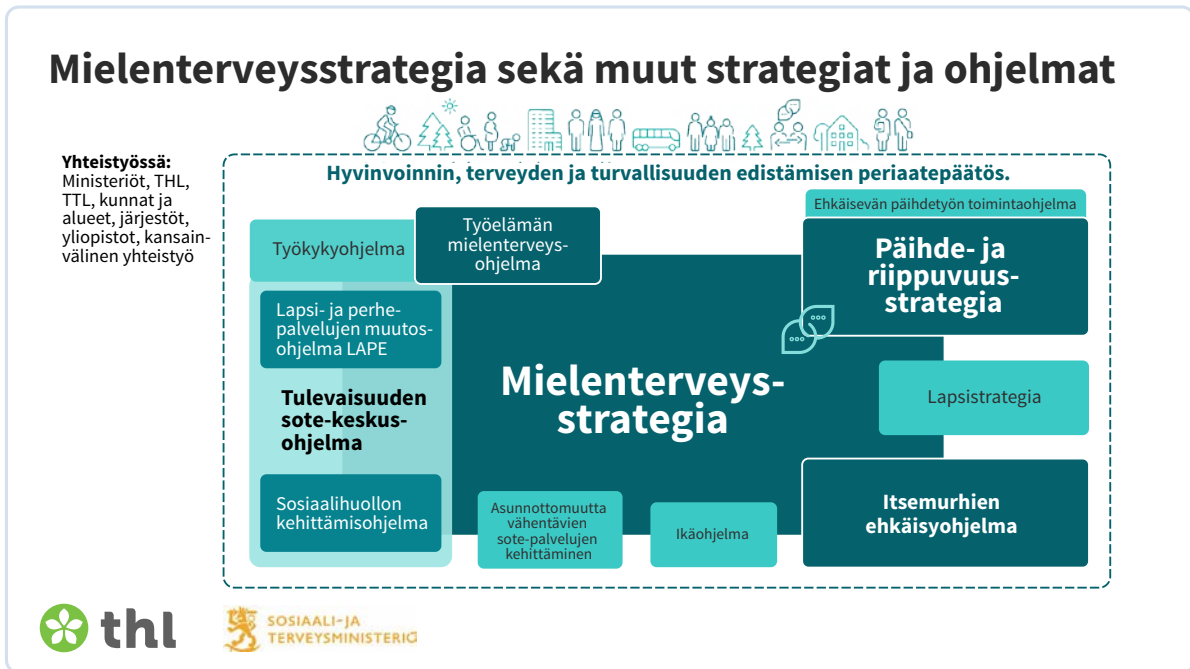 Mielenterveysstrategia sekä muut strategiat ja ohjelmat
Yhteistyössä:
Ministeriöt, THL,
TTL, kunnat ja
alueet, järjestöt,
yliopistot, kansain-
välinen yhteistyö
Hyvinvoinnin, terveyden ja turvallisuuden edistämisen periaatepäätös.
Työkykyohjelma
Työelämän
mielenterveys-
ohjelma
Ehkäisevän päihdetyön toimintaohjelma
Päihde- ja
riippuvuus-
strategia
Lapsi- ja perhe-
palvelujen muutos-
ohjelma LAPE
Tulevaisuuden
sote-keskus-
ohjelma
Mielenterveys-
strategia
Lapsistrategia
Sosiaalihuollon
kehittämisohjelma
Asunnottomuutta
vähentävien
sote-palvelujen
kehittäminen
Ikäohjelma
Itsemurhien
ehkäisyohjelma
thl
SOSIAALI- JA
TERVEYSMINISTERIÖ